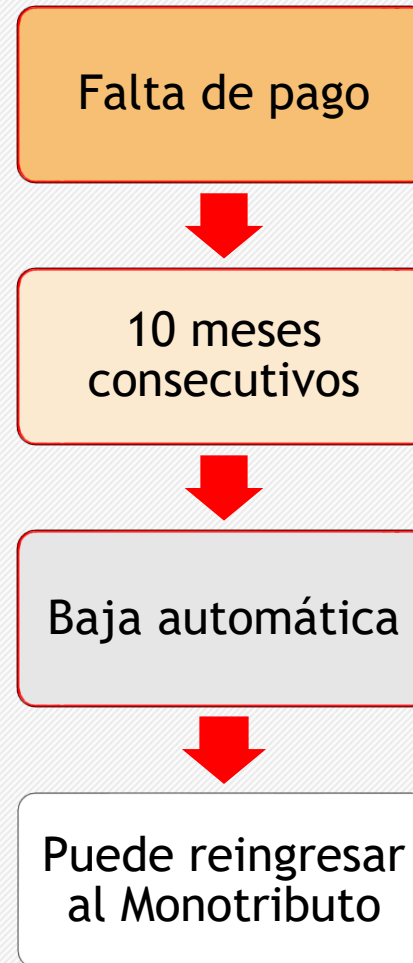 Falta de pago
10 meses
consecutivos
Baja automática
Puede reingresar
al Monotributo